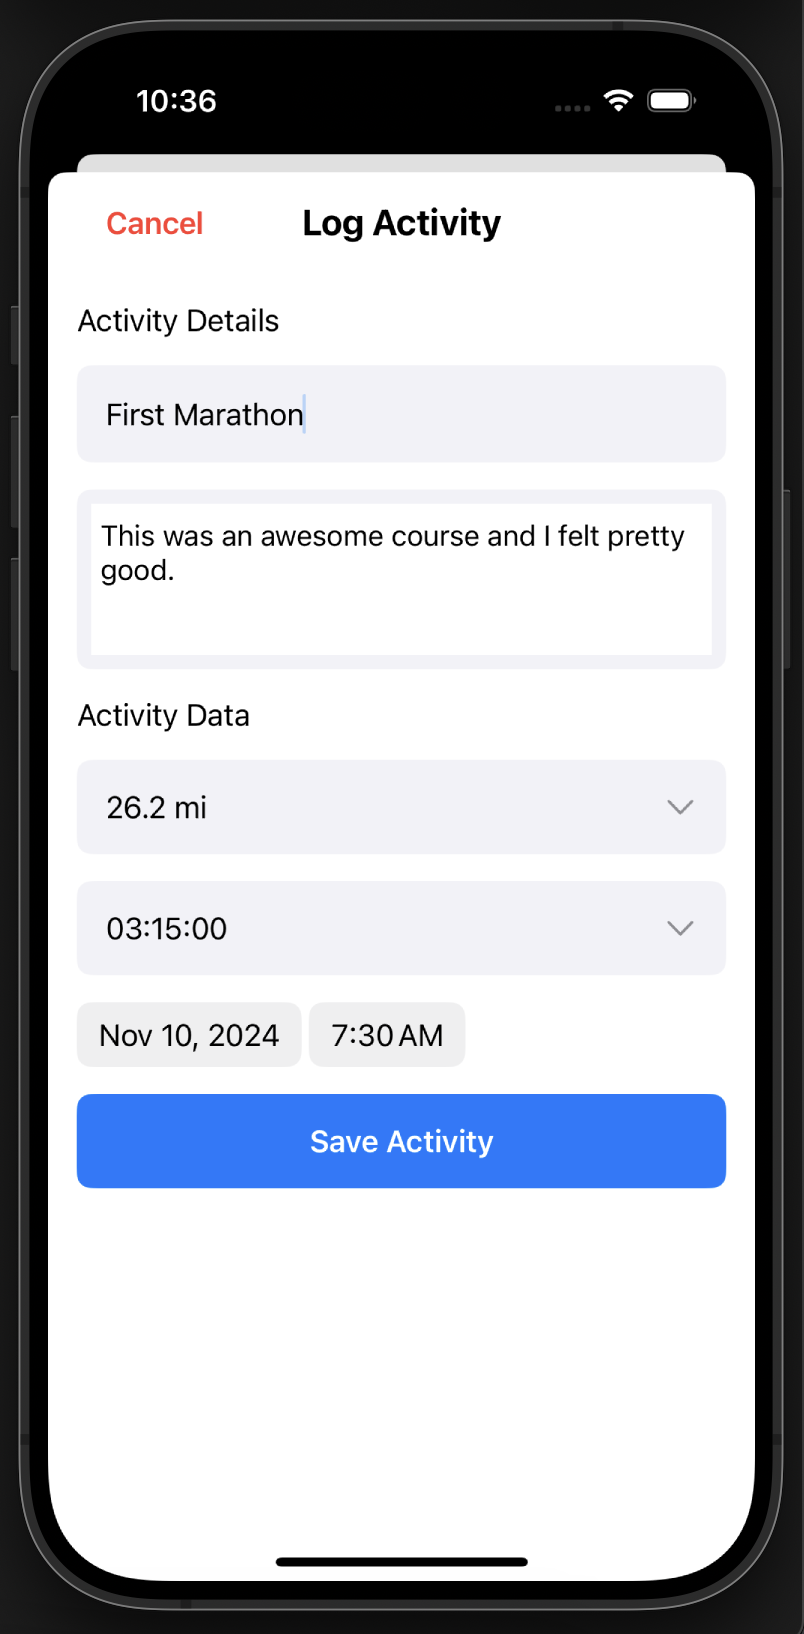 10:36
Cancel
Log Activity
Activity Details
First Marathon
This was an awesome course and I felt pretty
good.
Activity Data
26.2 mi
03:15:00
Nov 10, 2024
7:30 AM
Save Activity